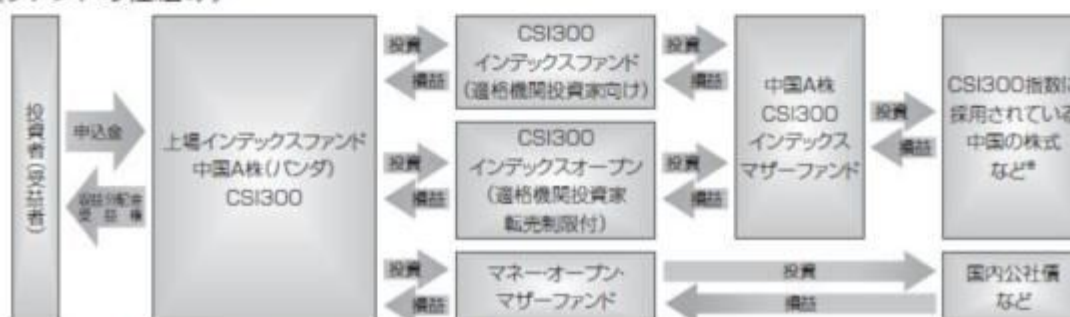 投資者(受益者)
申込金
収益分配金
受益権
上場インデックスファンド
中国A株(パンダ)
CSI300
投資
損益
投資
損益
投資
損益
CSI300
インデックスファンド
(適格機関投資家向け)
CSI300
インデックスオープン
(適格機関投資家
転売制限付)
マネー・オープン・
マザーファンド
投資
損益
投資
損益
中国A株
CSI300
インデックス
マザーファンド
投資
損益
投資
損益
CSI300指数に
採用されている
中国の株式
など※
国内公社債
など